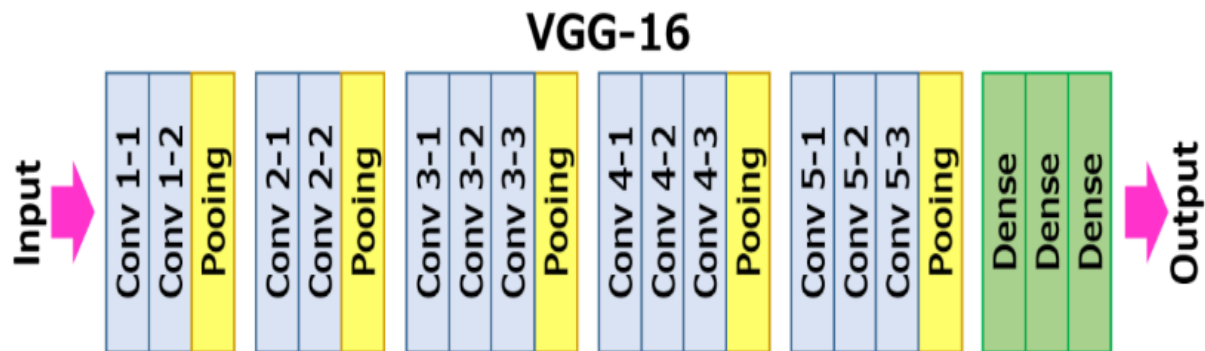 VGG-16
Input
Conv 1-1
Conv 1-2
Pooing
Conv 2-1
Conv 2-2
Pooing
Conv 3-1
Conv 3-2
Conv 3-3
Pooing
Conv 4-1
Conv 4-2
Conv 4-3
Pooing
Conv 5-1
Conv 5-2
Conv 5-3
Pooing
Dense
Dense
Dense
Output